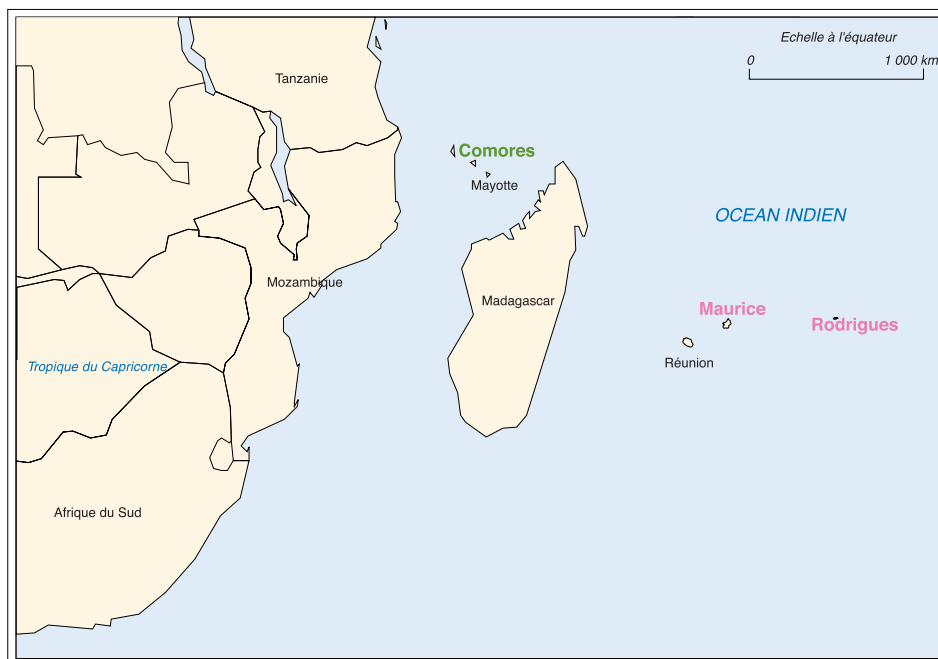 Echelle à l'équateur
0 1 000 km
Tanzanie
Comores
Mayotte
OCEAN INDIEN
Mozambique
Madagascar
Maurice
Rodrigues
Réunion
Tropique du Capricorne
Afrique du Sud